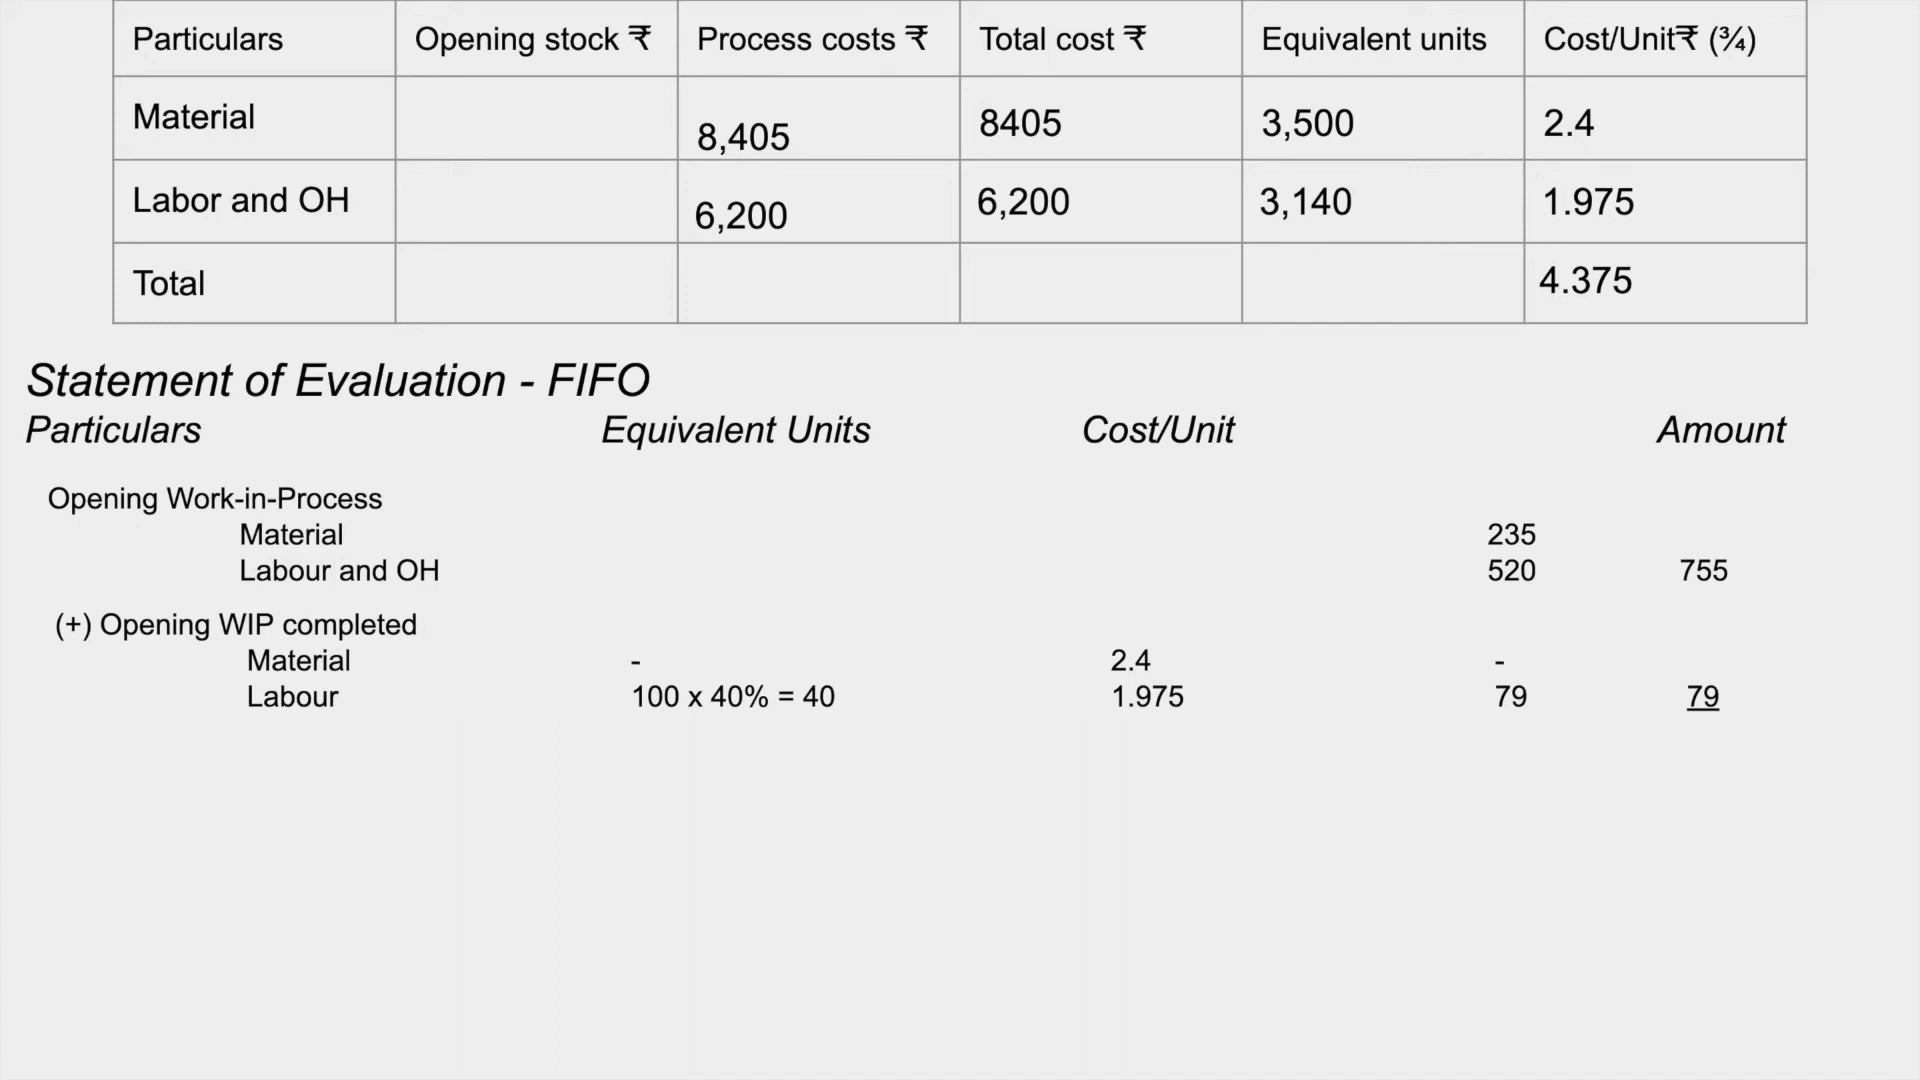 Particulars Opening stock ₹ Process costs ₹ Total cost ₹ Equivalent units Cost/Unit₹ (¾)
Material 8,405 8405 3,500 2.4
Labor and OH 6,200 6,200 3,140 1.975
Total 4.375
Statement of Evaluation - FIFO
Particulars Equivalent Units Cost/Unit Amount
Opening Work-in-Process
Material 235
Labour and OH 520 755
(+) Opening WIP completed
Material - 2.4 -
Labour 100 x 40% = 40 1.975 79 79